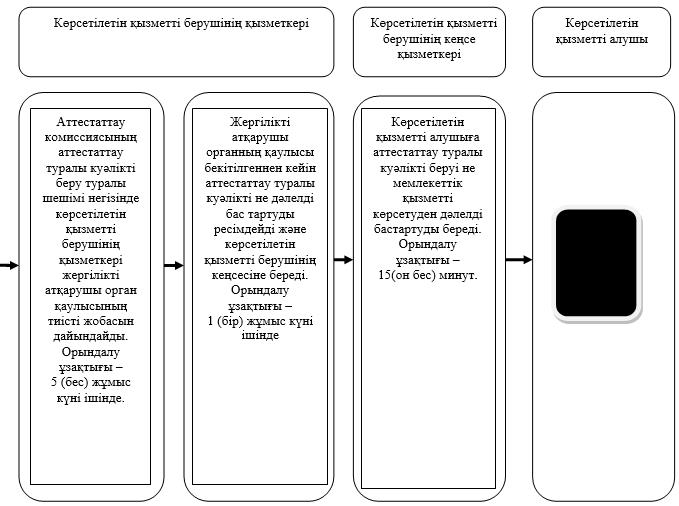 Көрсетілетін қызметті берушінің қызметкері
Көрсетілетін қызметті
берушінің кеңсе
қызметкері
Көрсетілетін
қызметті алушы
Аттестаттау
комиссиясының
аттестаттау
туралы куәлікті
беру туралы
шешімі негізінде
көрсетілетін
қызметті
берушінің
қызметкері
жергілікті
атқарушы орган
қаулысының
тиісті жобасын
дайындайды.
Орындалу
ұзақтығы –
5 (бес) жұмыс
күні ішінде.
Жергілікті
атқарушы
органның қаулысы
бекітілгеннен кейін
аттестаттау туралы
куәлікті не дәлелді
бас тартуды
ресімдейді және
көрсетілетін
қызметті берушінің
кеңсесіне береді.
Орындалу
ұзақтығы –
1 (бір) жұмыс күні
ішінде
Көрсетілетін
қызметті алушыға
аттестаттау туралы
куәлікті беруі не
мемлекеттік
қызметті
көрсетуден дәлелді
бастартуды береді.
Орындалу
ұзақтығы –
15(он бес) минут.